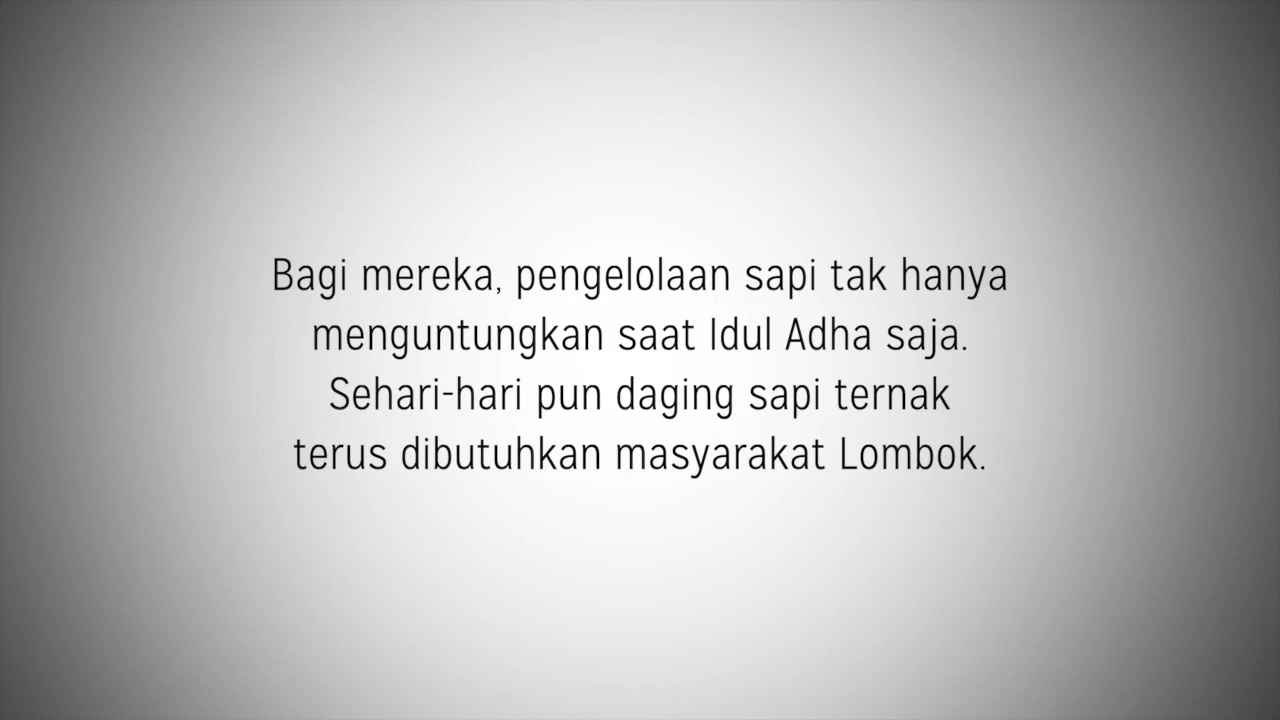 Bagi mereka, pengelolaan sapi tak hanya
menguntungkan saat Idul Adha saja.
Sehari-hari pun daging sapi ternak
terus dibutuhkan masyarakat Lombok.